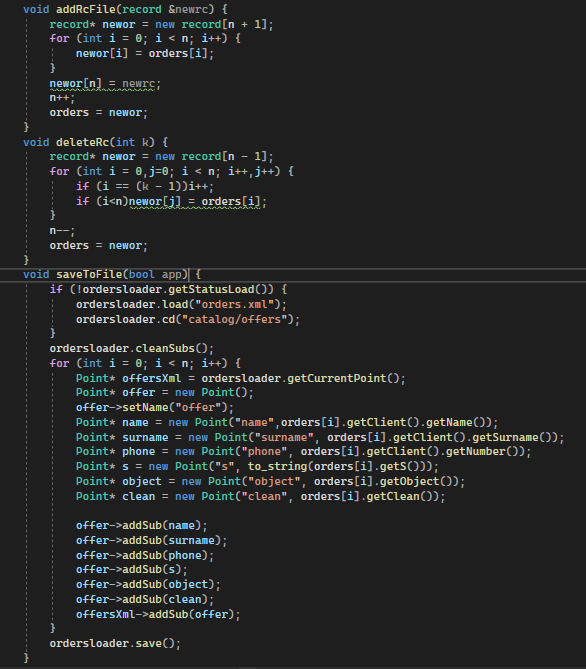 void addRcFile(record &newrc) {
    record* newor = new record[n + 1];
    for (int i = 0; i < n; i++) {
        newor[i] = orders[i];
    }
    newor[n] = newrc;
    n++;
    orders = newor;
}
void deleteRc(int k) {
    record* newor = new record[n - 1];
    for (int i = 0,j=0; i < n; i++,j++) {
        if (i == (k - 1))i++;
        if (i<n)newor[j] = orders[i];
    }
    n--;
    orders = newor;
}
void saveToFile(bool app) {
    if (!ordersloader.getStatusLoad()) {
        ordersloader.load("orders.xml");
        ordersloader.cd("catalog/offers");
    }
    ordersloader.cleanSubs();
    for (int i = 0; i < n; i++) {
        Point* offersXml = ordersloader.getCurrentPoint();
        Point* offer = new Point();
        offer->setName("offer");
        Point* name = new Point("name",orders[i].getClient().getName());
        Point* surname = new Point("surname", orders[i].getClient().getSurname());
        Point* phone = new Point("phone", orders[i].getClient().getNumber());
        Point* s = new Point("s", to_string(orders[i].getS()));
        Point* object = new Point("object", orders[i].getObject());
        Point* clean = new Point("clean", orders[i].getClean());

        offer->addSub(name);
        offer->addSub(surname);
        offer->addSub(phone);
        offer->addSub(s);
        offer->addSub(object);
        offer->addSub(clean);
        offersXml->addSub(offer);
    }
    ordersloader.save();
}